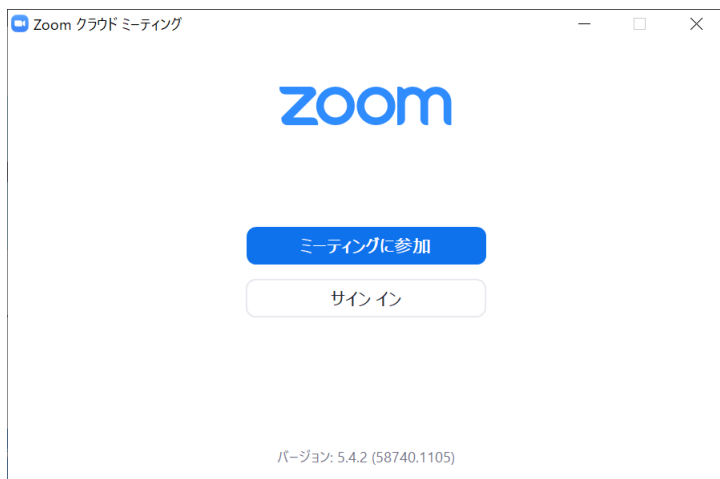 Zoom クラウド ミーティング
zoom
ミーティングに参加
サイン イン
バージョン: 5.4.2 (58740.1105)